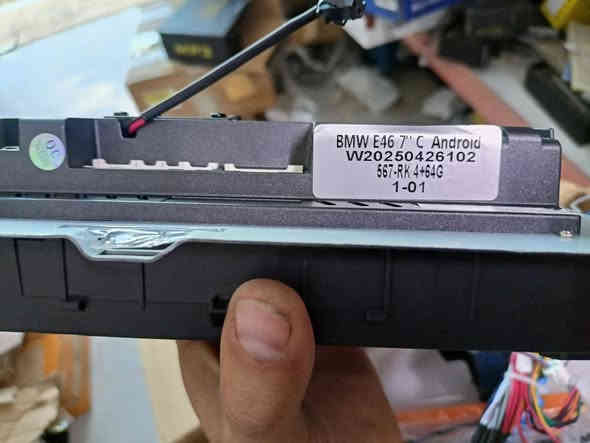 BMW E46 7" C Android
W20250426102
567-RK 4+64G
1-01